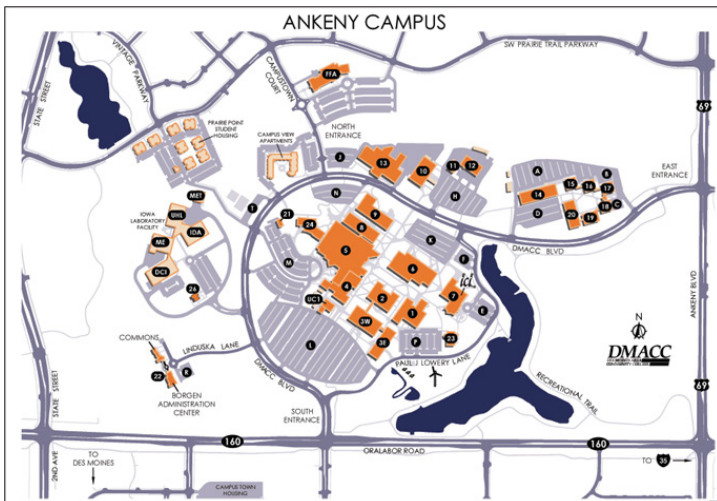 ANKENY CAMPUS
SW PRAIRIE TRAIL PARKWAY
STATE STREET
VINTAGE PARKWAY
CAMPUSTOWN
COURT
FFA
69
PRAIRIE POINT
STUDENT
HOUSING
CAMPUS VIEW
APARTMENTS
NORTH
ENTRANCE
J
13
10
11
12
H
A
B
EAST
ENTRANCE
14
15
16
17
18
C
D
20
19
MET
T
N
IOWA
LABORATORY
FACILITY
UHL
IDA
ME
DCI
26
21
24
9
8
5
K
F
DMACC BLVD
M
6
ici
4
UC1
2
7
E
3W
1
L
3E
P
23
PAUL J LOWERY LANE
ANKENY BLVD
N
DMACC
COMMONS
LINDUSKA LANE
R
22
BORGEN
ADMINISTRATION
CENTER
DMACC BLVD
SOUTH
ENTRANCE
RECREATIONAL TRAIL
STATE STREET
69
160
ORALABOR ROAD
160
2ND AVE
TO
DES MOINES
CAMPUS TOWN
HOUSING
TO 35